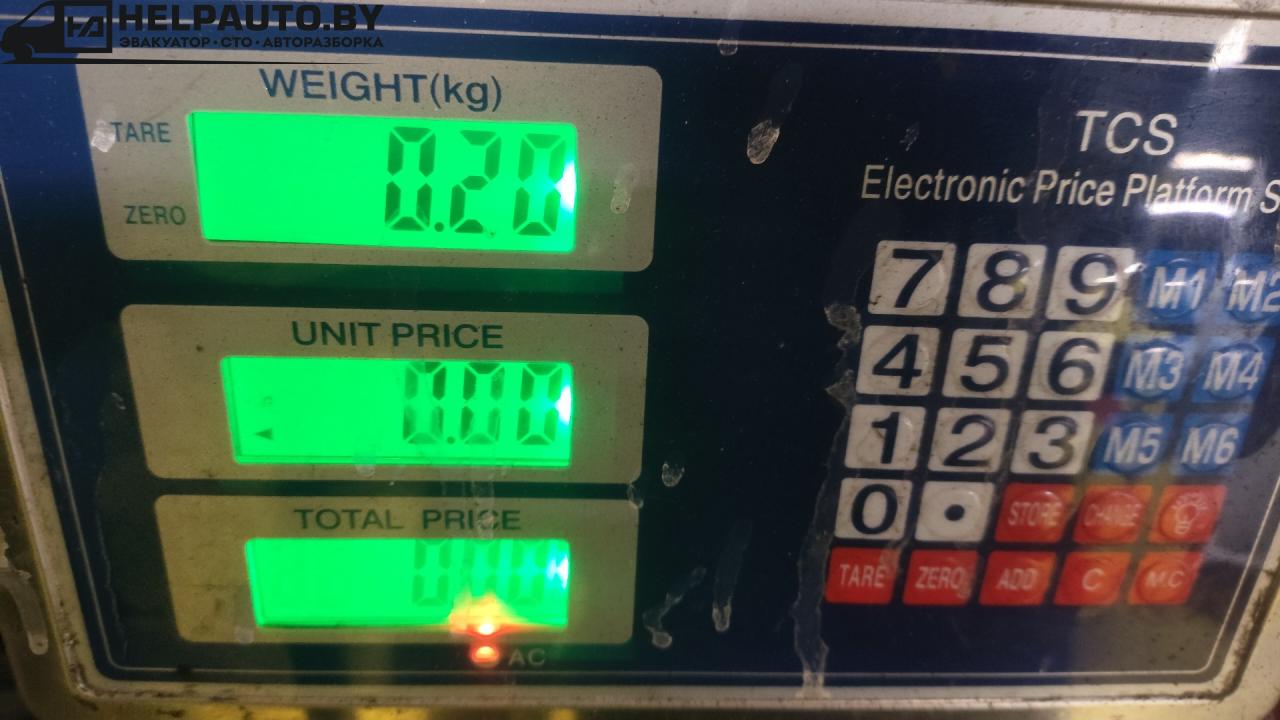 HELPAUTO.BY
ЭВАКУАТОР · СТО · АВТОРАЗБОРКА
WEIGHT(kg)
TARE
ZERO
0.20
UNIT PRICE
0.00
TOTAL PRICE
AC
TCS
Electronic Price Platform S
7 8 9 M1 M2
4 5 6 M3 M4
1 2 3 M5 M6
0 • STORE CHANGE
TARE ZERO ADD C M.C